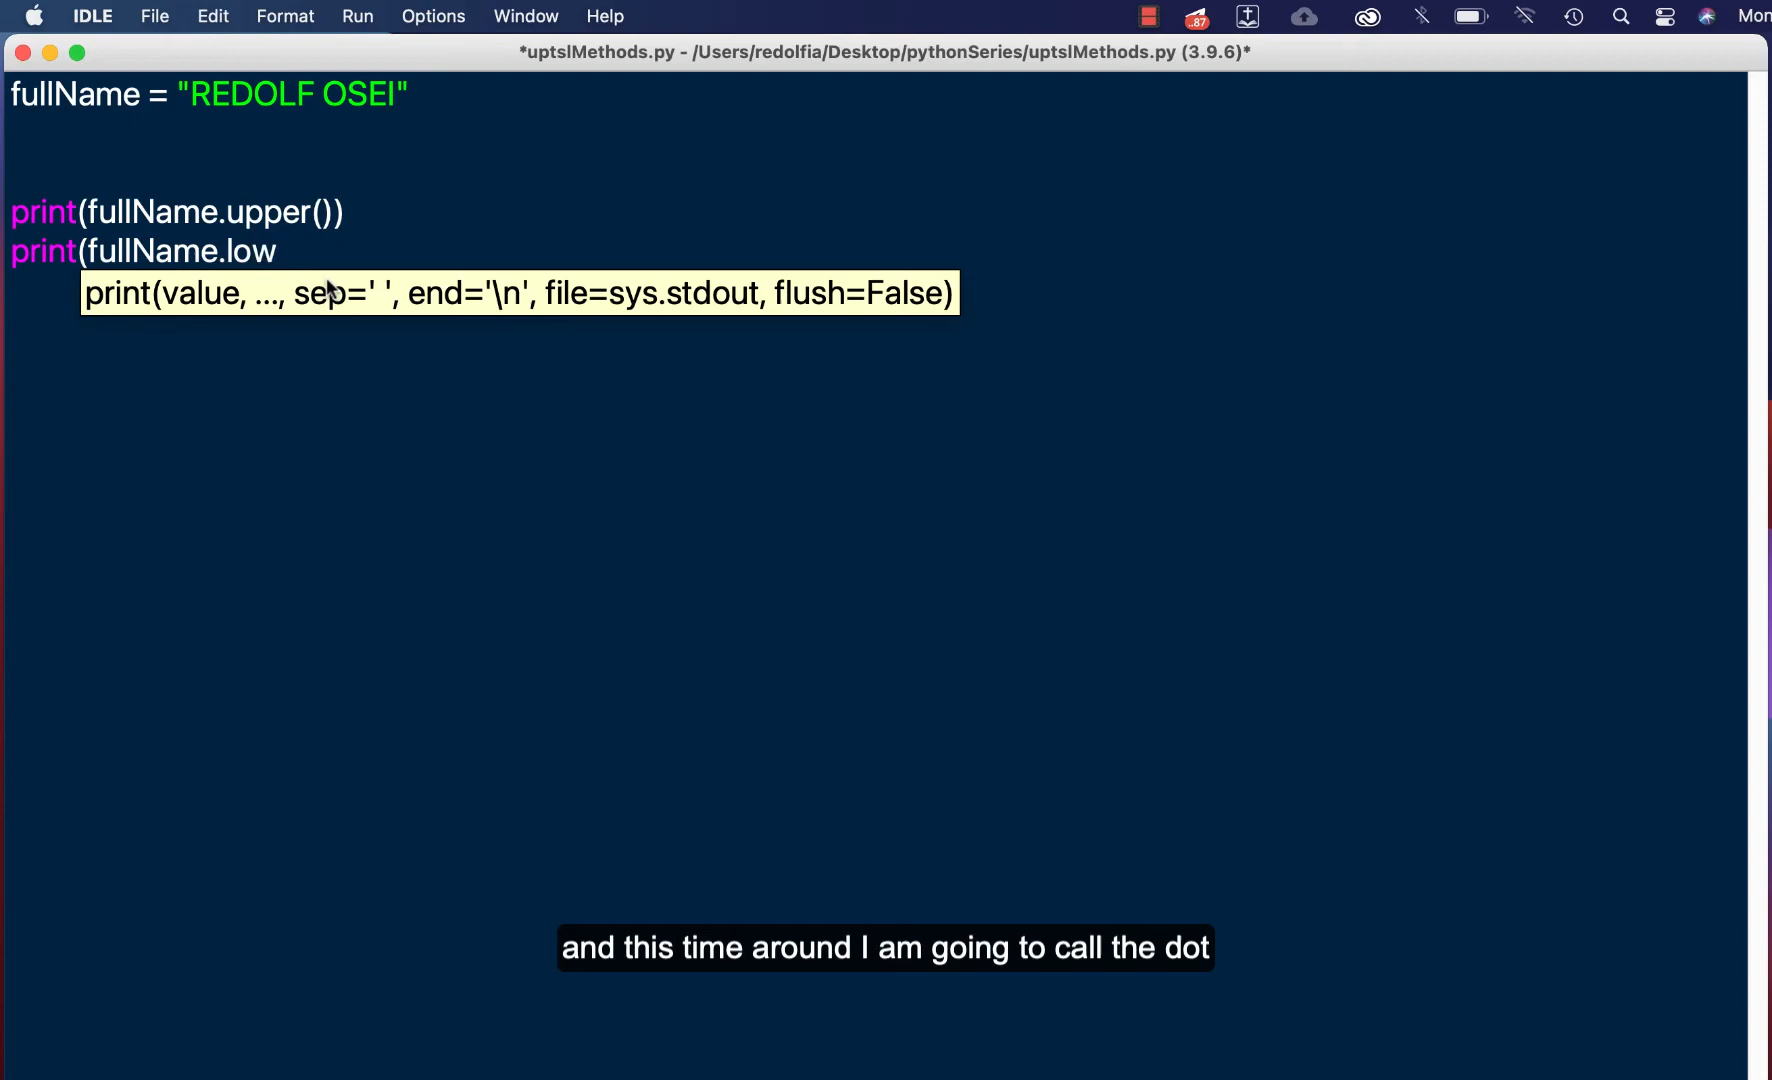 IDLE File Edit Format Run Options Window Help ..87 Mon
*uptslMethods.py - /Users/redolfia/Desktop/pythonSeries/uptslMethods.py (3.9.6)*
fullName = "REDOLF OSEI"
print(fullName.upper())
print(fullName.low
print(value, ..., sep=' ', end='\n', file=sys.stdout, flush=False)
and this time around I am going to call the dot